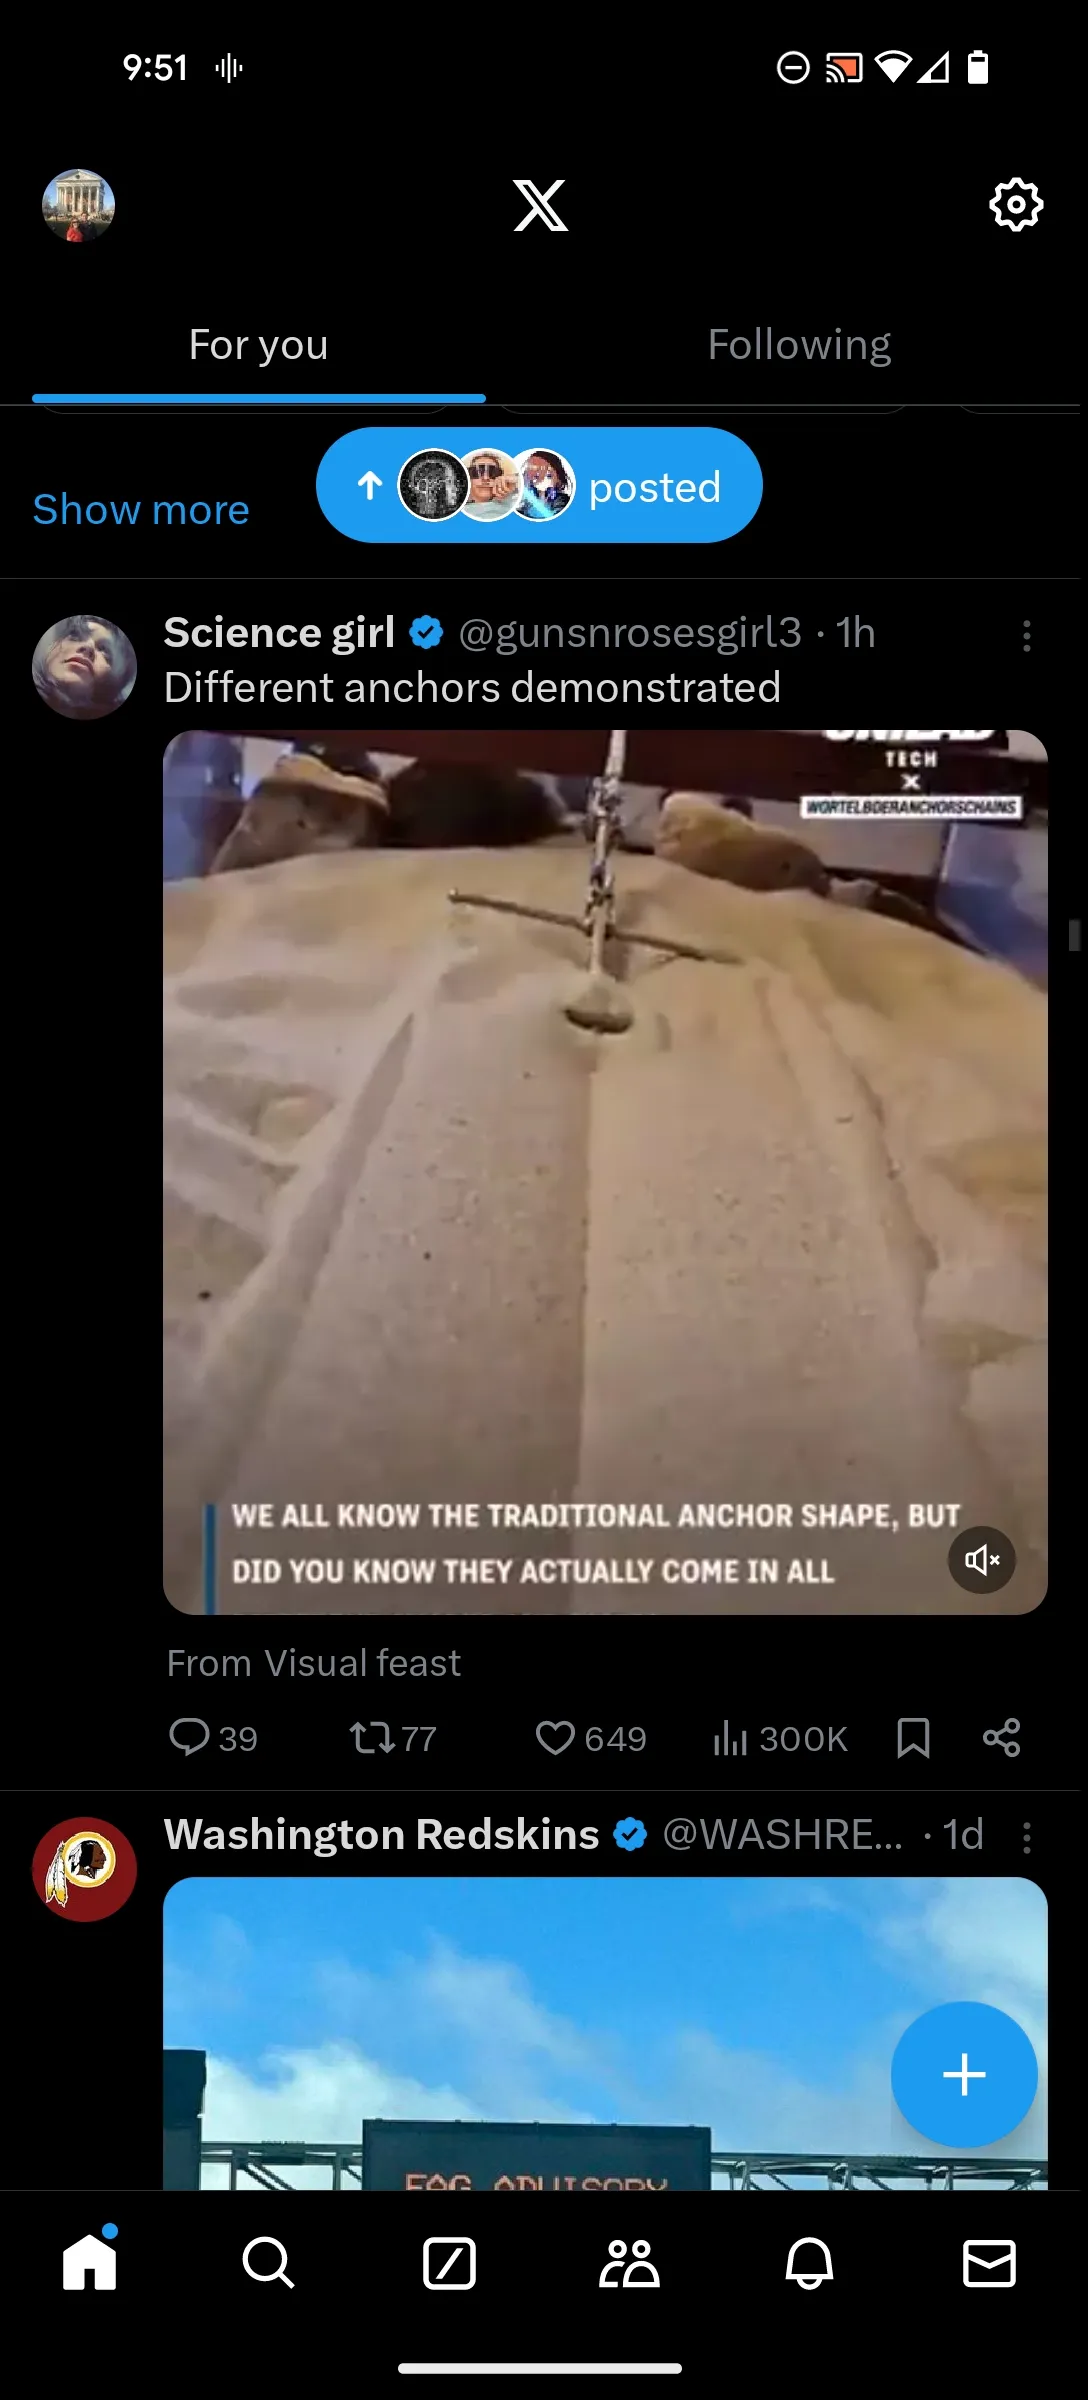 9:51
For you
Following
posted
Show more
Science girl @gunsnrosesgirl3 · 1h
Different anchors demonstrated
TECH
X
WORTELBOERANCHORSCHAINS
WE ALL KNOW THE TRADITIONAL ANCHOR SHAPE, BUT
DID YOU KNOW THEY ACTUALLY COME IN ALL
From Visual feast
39 77 649 300K
Washington Redskins @WASHRE... · 1d
ADVISORY